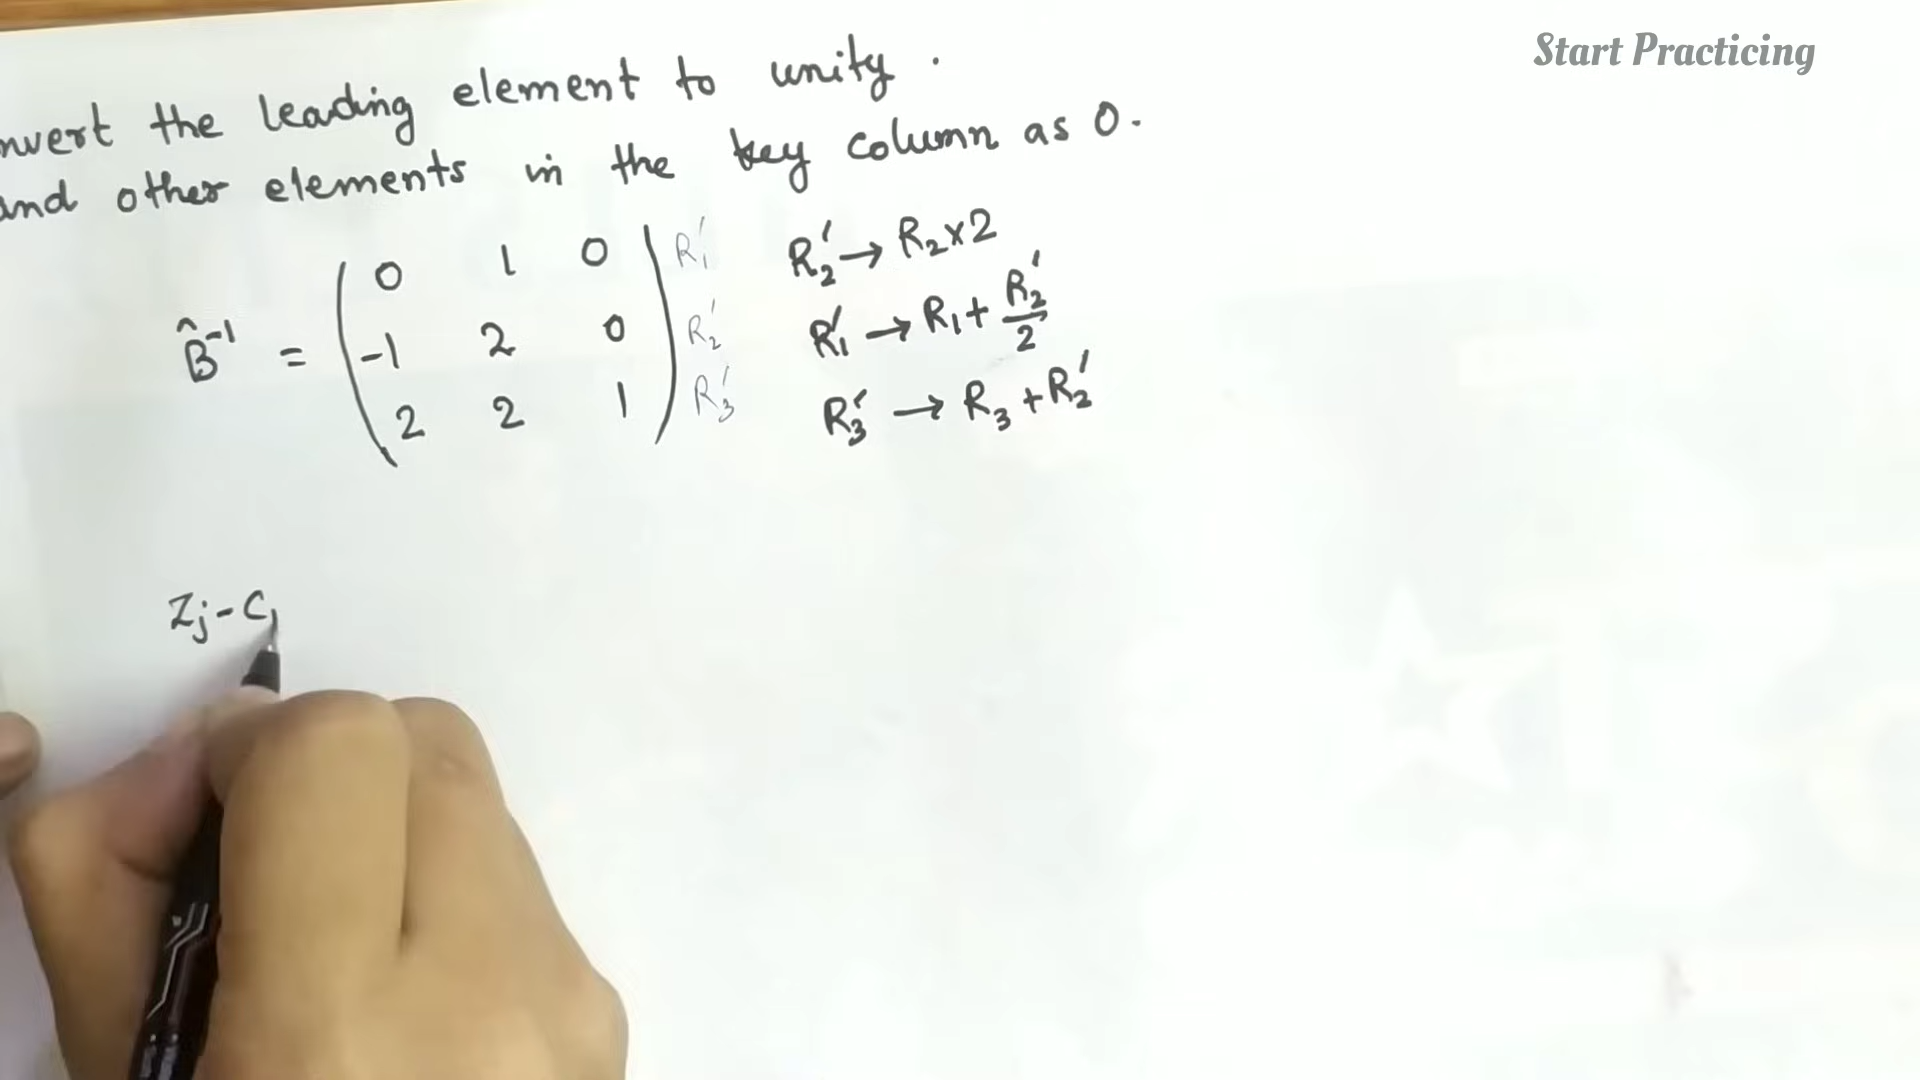 Start Practicing
nvert the leading element to unity.
and other elements in the key column as 0.
0 1 0 R₁′ R₂′ → R₂×2
B̂⁻¹ = -1 2 0 R₂′ R₁′ → R₁ + R₂′/2
2 2 1 R₃′ R₃′ → R₃ + R₂′
Zj - C